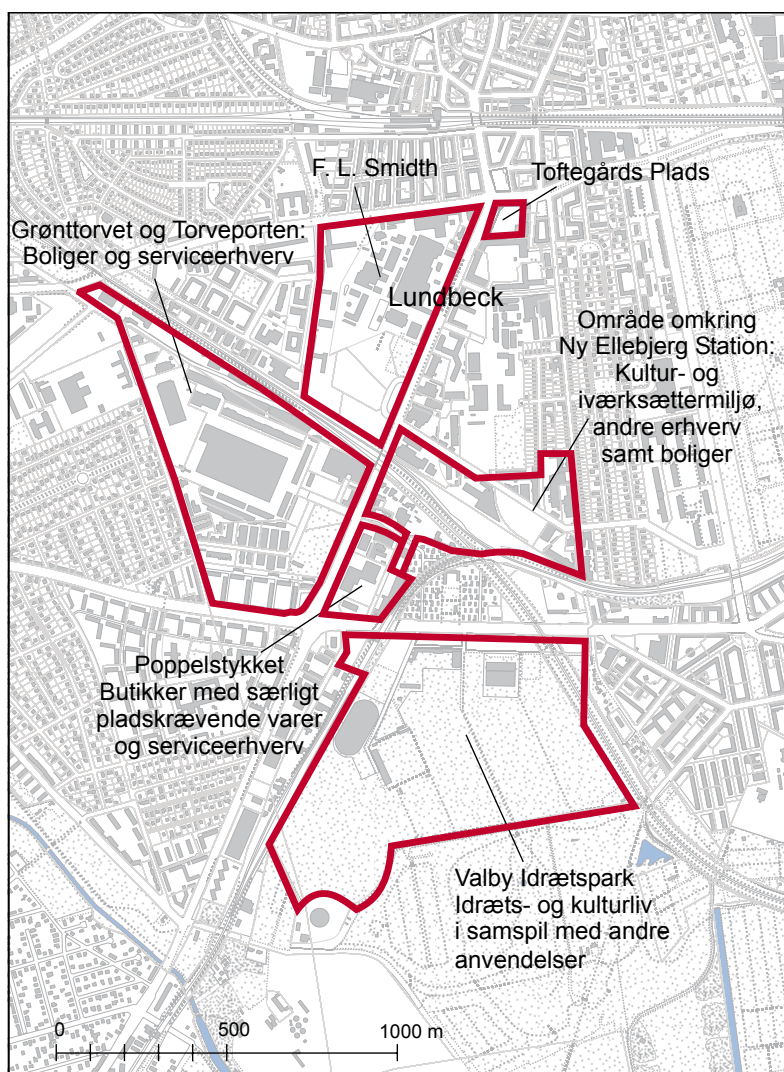 F. L. Smidth
Toftegårds Plads
Grønttorvet og Torveporten:
Boliger og serviceerhverv
Lundbeck
Område omkring
Ny Ellebjerg Station:
Kultur- og
iværksættermiljø,
andre erhverv
samt boliger
Poppelstykket
Butikker med særligt
pladskrævende varer
og serviceerhverv
Valby Idrætspark
Idræts- og kulturliv
i samspil med andre
anvendelser
0 500 1000 m